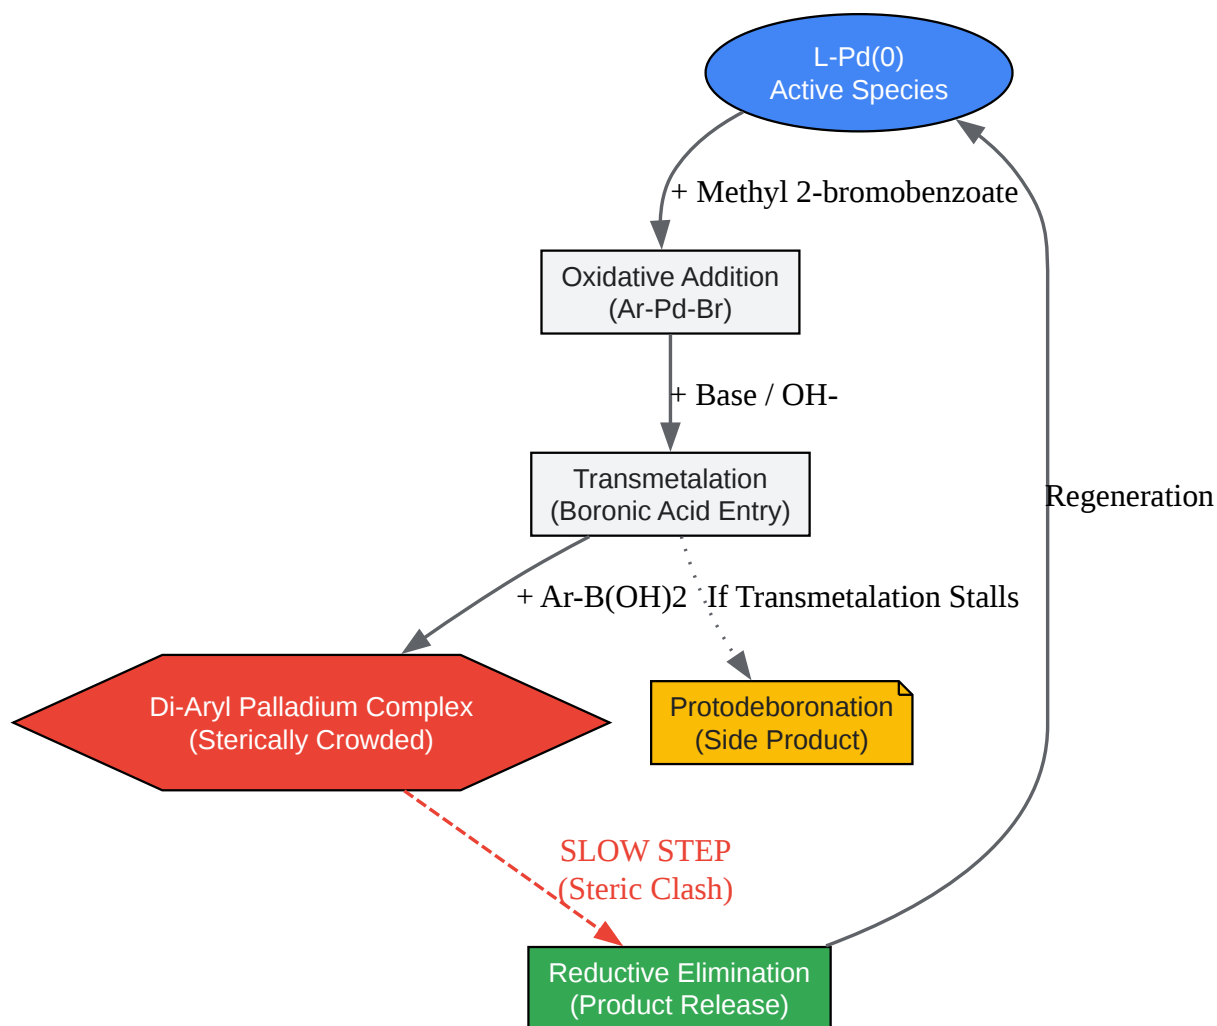 L-Pd(0)
Active Species
+ Methyl 2-bromobenzoate
Oxidative Addition
(Ar-Pd-Br)
+ Base / OH-
Transmetalation
(Boronic Acid Entry)
Regeneration
+ Ar-B(OH)2
If Transmetalation Stalls
Di-Aryl Palladium Complex
(Sterically Crowded)
Protodeboronation
(Side Product)
SLOW STEP
(Steric Clash)
Reductive Elimination
(Product Release)